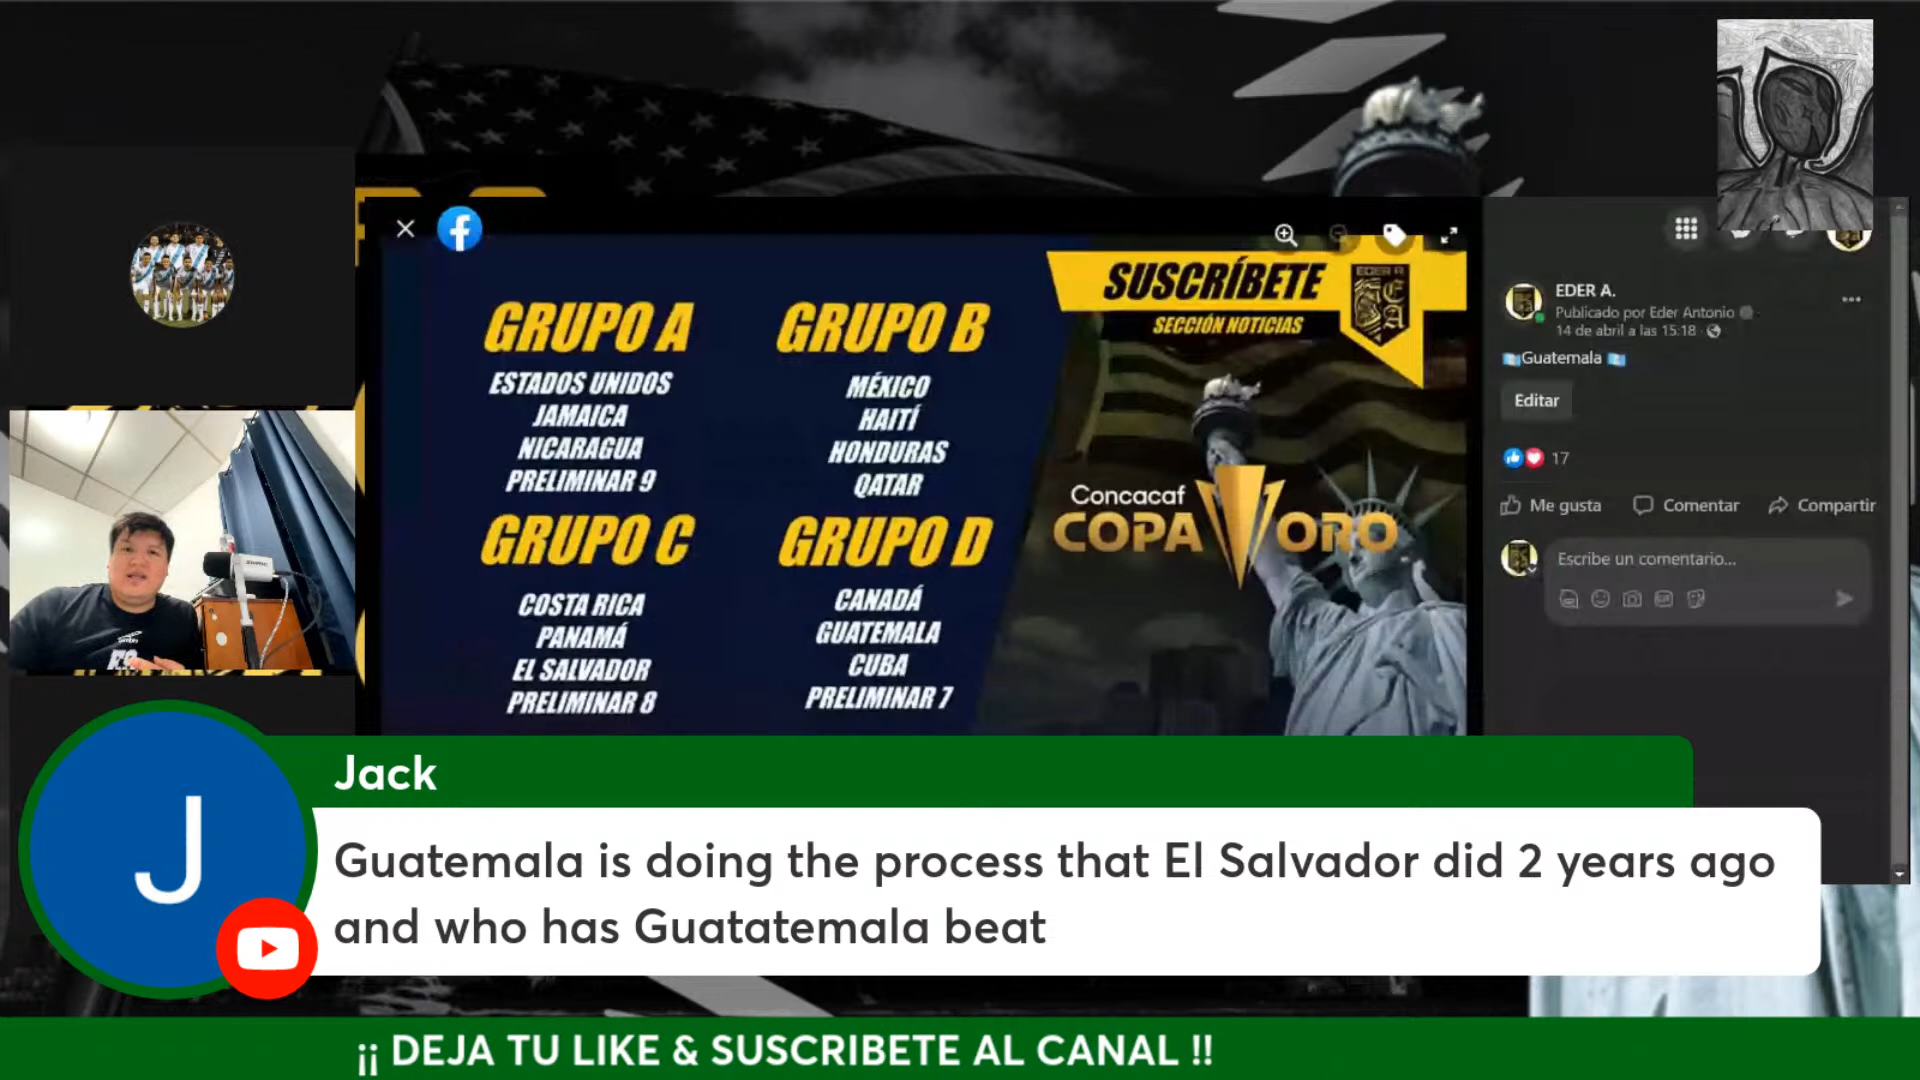 SUSCRÍBETE
SECCIÓN NOTICIAS
EDER A
GRUPO A
ESTADOS UNIDOS
JAMAICA
NICARAGUA
PRELIMINAR 9
GRUPO B
MÉXICO
HAITÍ
HONDURAS
QATAR
GRUPO C
COSTA RICA
PANAMÁ
EL SALVADOR
PRELIMINAR 8
GRUPO D
CANADÁ
GUATEMALA
CUBA
PRELIMINAR 7
Concacaf
COPA ORO
EDER A.
Publicado por Eder Antonio
14 de abril a las 15:18
Guatemala
Editar
17
Me gusta Comentar Compartir
Escribe un comentario...
J
Jack
Guatemala is doing the process that El Salvador did 2 years ago
and who has Guatatemala beat
¡¡ DEJA TU LIKE & SUSCRIBETE AL CANAL !!